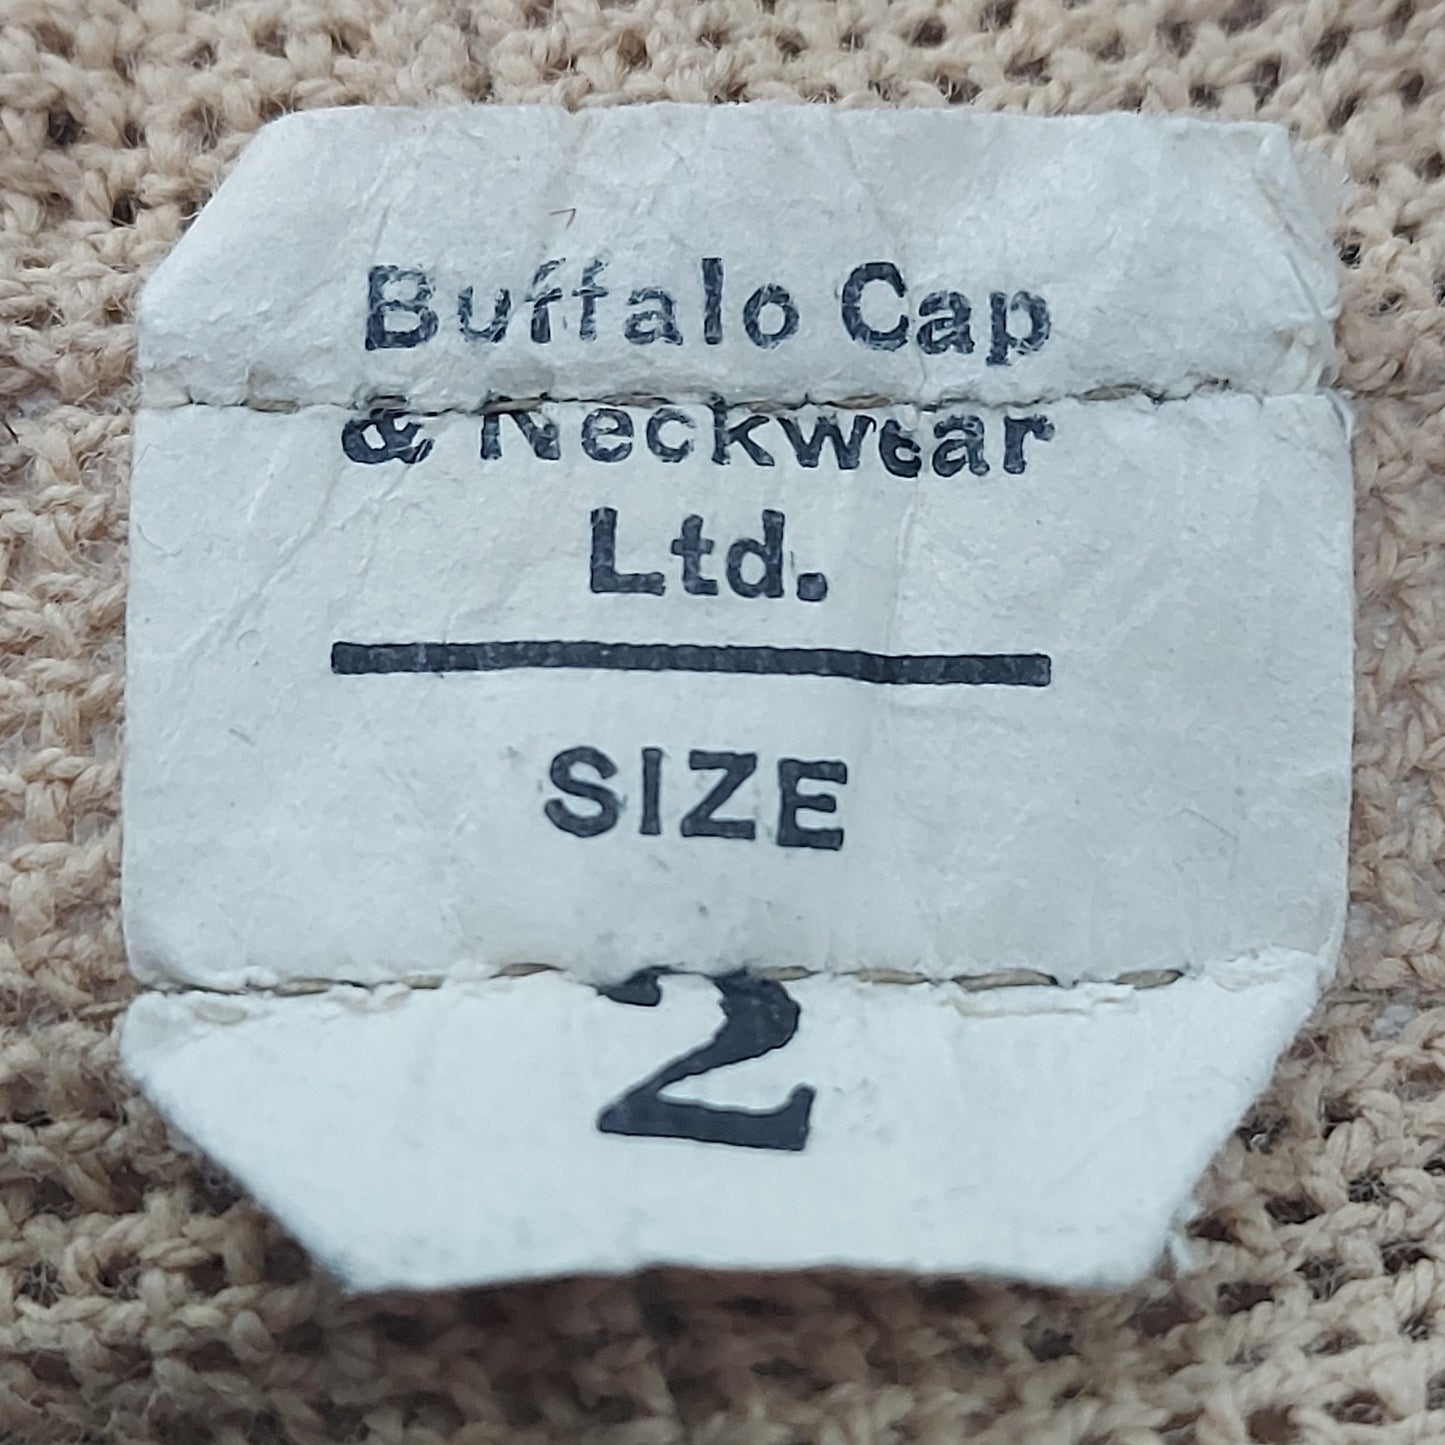 Buffalo Cap
& Neckwear
Ltd.
SIZE
2